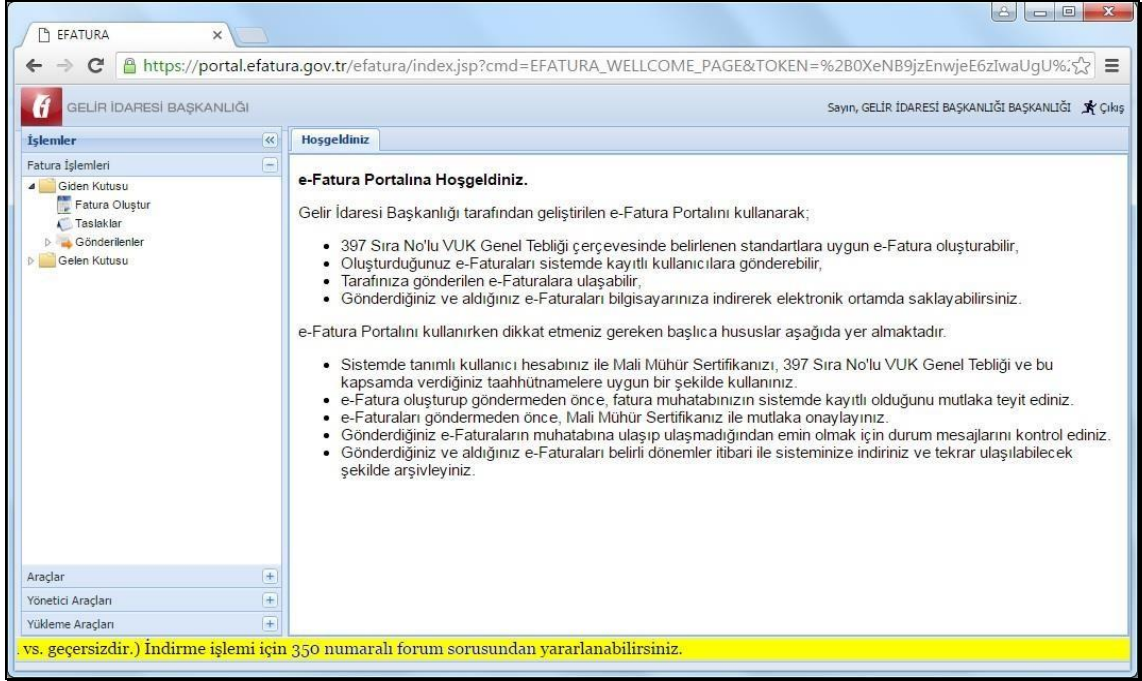 EFATURA
https://portal.efatura.gov.tr/efatura/index.jsp?cmd=EFATURA_WELLCOME_PAGE&TOKEN=%2B0XeNB9jzEnwjeE6zIwaUgU%
GELİR İDARESİ BAŞKANLIĞI
Sayın, GELİR İDARESİ BAŞKANLIĞI BAŞKANLIĞI Çıkış
İşlemler
Hoşgeldiniz
Fatura İşlemleri
Giden Kutusu
Fatura Oluştur
Taslaklar
Gönderilenler
Gelen Kutusu
e-Fatura Portalına Hoşgeldiniz.
Gelir İdaresi Başkanlığı tarafından geliştirilen e-Fatura Portalını kullanarak;
• 397 Sıra No'lu VUK Genel Tebliği çerçevesinde belirlenen standartlara uygun e-Fatura oluşturabilir,
• Oluşturduğunuz e-Faturaları sistemde kayıtlı kullanıcılara gönderebilir,
• Tarafınıza gönderilen e-Faturalara ulaşabilir,
• Gönderdiğiniz ve aldığınız e-Faturaları bilgisayarınıza indirerek elektronik ortamda saklayabilirsiniz.
e-Fatura Portalını kullanırken dikkat etmeniz gereken başlıca hususlar aşağıda yer almaktadır.
• Sistemde tanımlı kullanıcı hesabınız ile Mali Mühür Sertifikanızı, 397 Sıra No'lu VUK Genel Tebliği ve bu
kapsamda verdiğiniz taahhütnamelere uygun bir şekilde kullanınız.
• e-Fatura oluşturup göndermeden önce, fatura muhatabınızın sistemde kayıtlı olduğunu mutlaka teyit ediniz.
• e-Faturaları göndermeden önce, Mali Mühür Sertifikanız ile mutlaka onaylayınız.
• Gönderdiğiniz e-Faturaların muhatabına ulaşıp ulaşmadığından emin olmak için durum mesajlarını kontrol ediniz.
• Gönderdiğiniz ve aldığınız e-Faturaları belirli dönemler itibari ile sisteminize indiriniz ve tekrar ulaşılabilecek
şekilde arşivleyiniz.
Araçlar
Yönetici Araçları
Yükleme Araçları
. vs. geçersizdir.) İndirme işlemi için 350 numaralı forum sorusundan yararlanabilirsiniz.